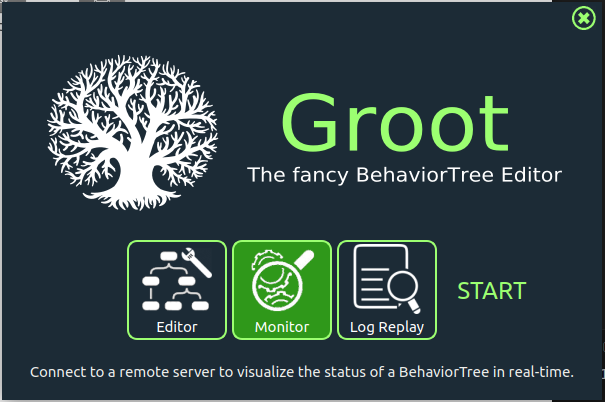 Groot
The fancy BehaviorTree Editor
Editor
Monitor
Log Replay
START
Connect to a remote server to visualize the status of a BehaviorTree in real-time.